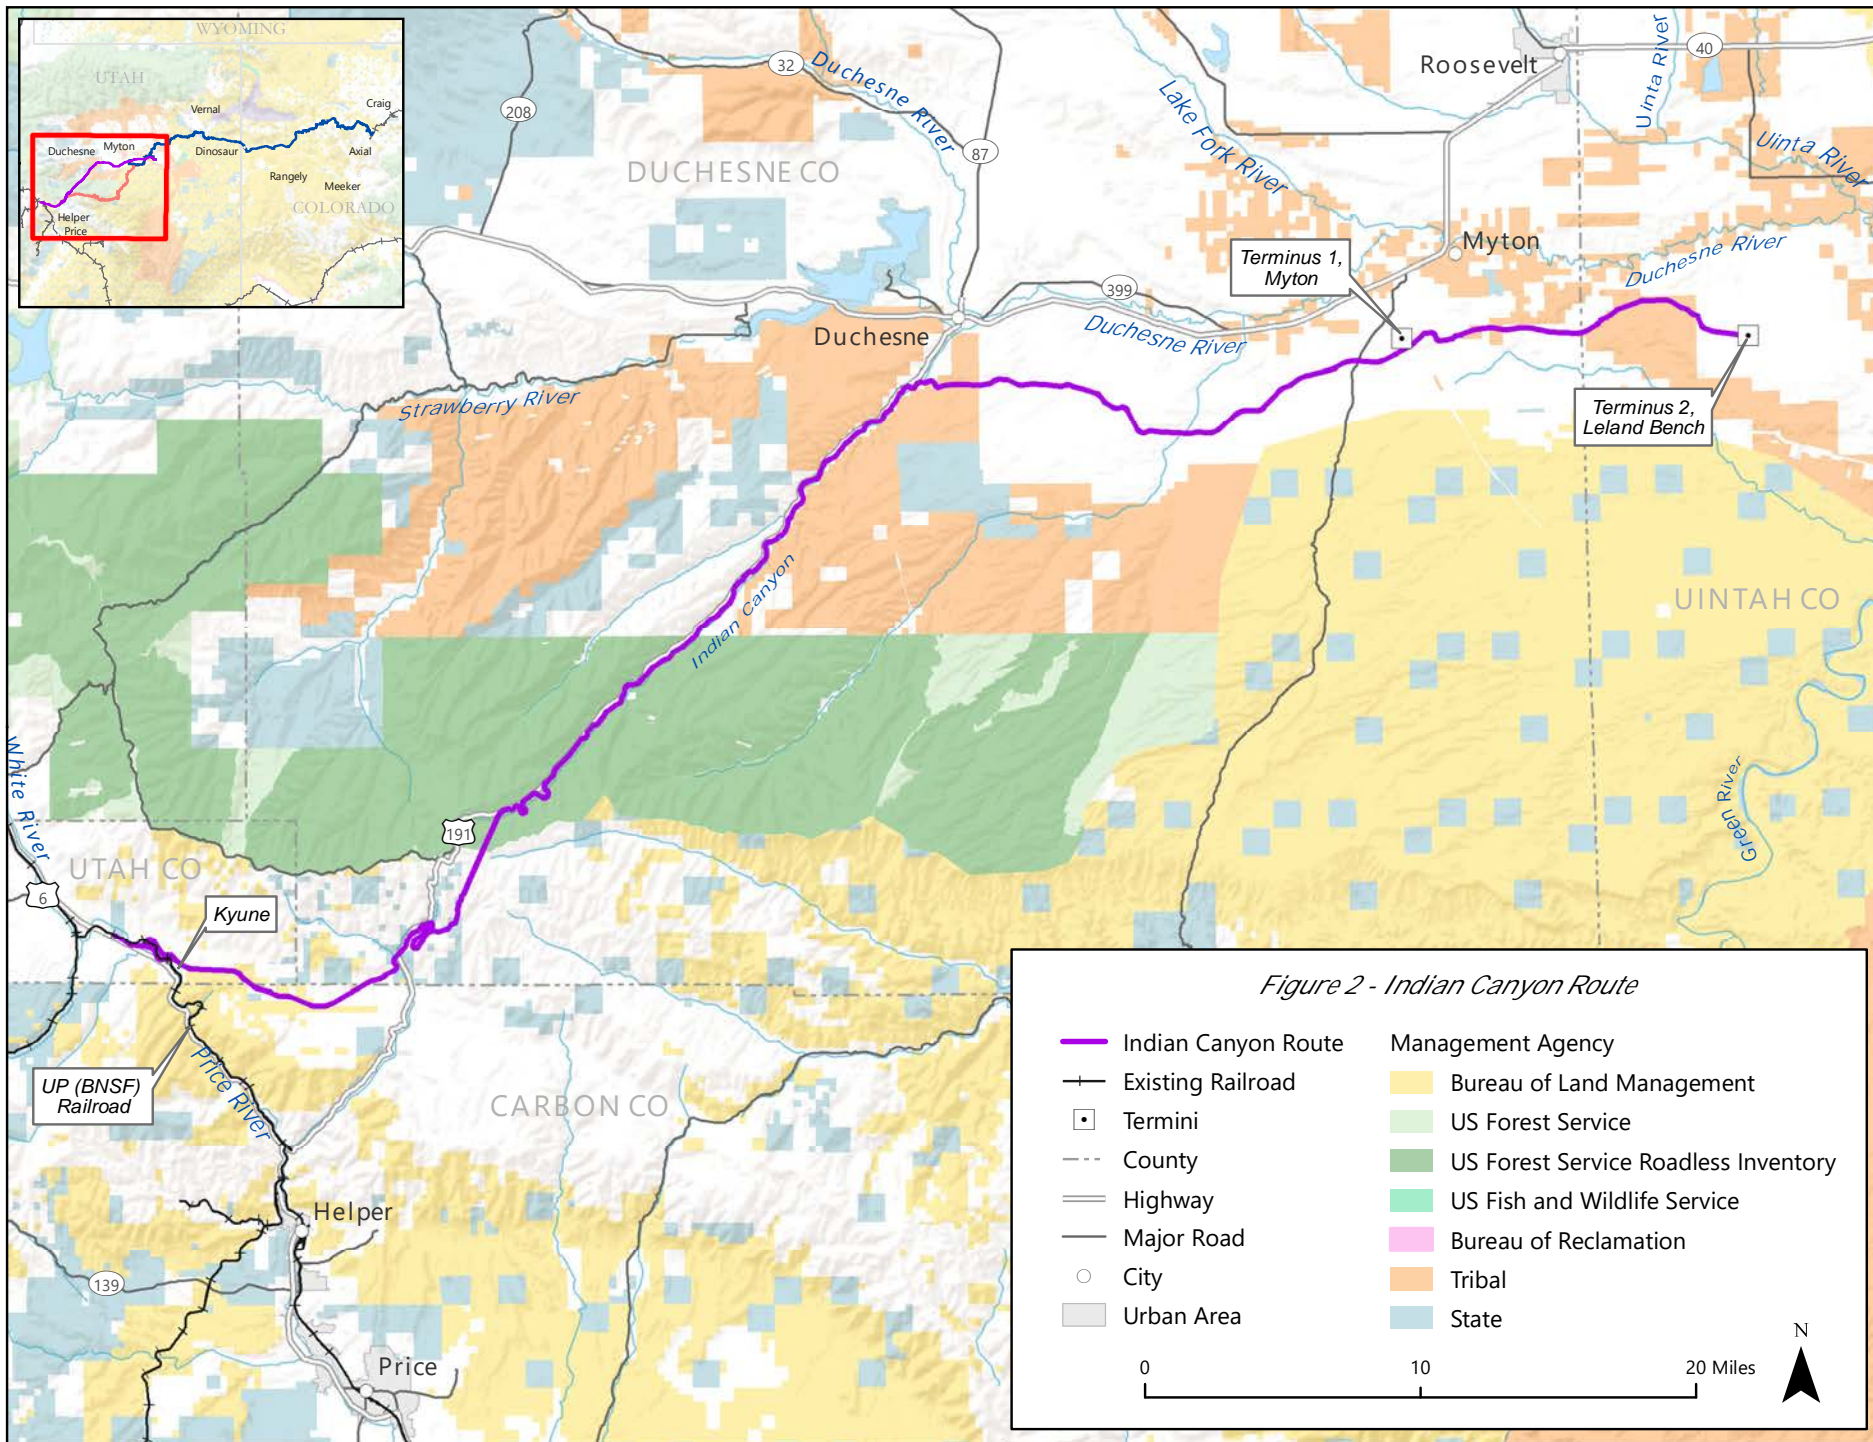 WYOMING
UTAH
Vernal
Craig
Duchesne
Myton
Dinosaur
Axial
Rangely
Meeker
COLORADO
Helper
Price
32
Duchesne River
208
87
DUCHESNE CO
Roosevelt
40
Uinta River
Lake Fork River
Uinta River
Terminus 1,
Myton
Myton
Duchesne River
399
Duchesne River
Duchesne
Strawberry River
Terminus 2,
Leland Bench
Indian Canyon
UINTAH CO
White River
191
Green River
UTAH CO
6
Kyune
UP (BNSF)
Railroad
Price River
CARBON CO
Helper
139
Price
Figure 2 - Indian Canyon Route
Indian Canyon Route
Existing Railroad
Termini
County
Highway
Major Road
City
Urban Area
Management Agency
Bureau of Land Management
US Forest Service
US Forest Service Roadless Inventory
US Fish and Wildlife Service
Bureau of Reclamation
Tribal
State
N
0 10 20 Miles